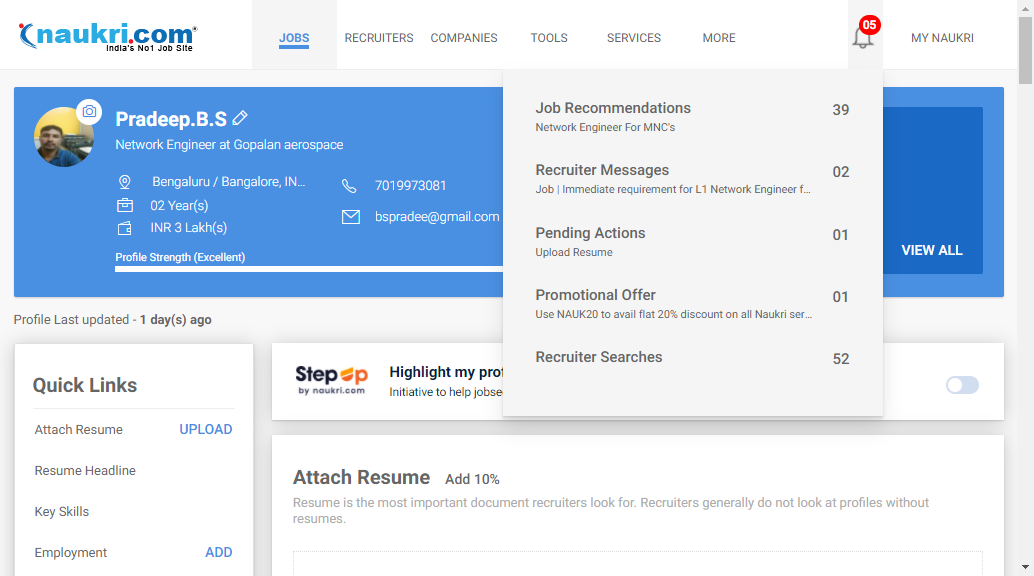 naukri.com
India's No1 Job Site
JOBS
RECRUITERS
COMPANIES
TOOLS
SERVICES
MORE
05
MY NAUKRI
Pradeep.B.S
Network Engineer at Gopalan aerospace
Bengaluru / Bangalore, IN...
7019973081
02 Year(s)
bspradee@gmail.com
INR 3 Lakh(s)
Profile Strength (Excellent)
Job Recommendations 39
Network Engineer For MNC's
Recruiter Messages 02
Job | Immediate requirement for L1 Network Engineer f...
Pending Actions 01
Upload Resume
Promotional Offer 01
Use NAUK20 to avail flat 20% discount on all Naukri ser...
Recruiter Searches 52
VIEW ALL
Profile Last updated - 1 day(s) ago
Quick Links
Attach Resume UPLOAD
Resume Headline
Key Skills
Employment ADD
Step up
by naukri.com
Highlight my prof
Initiative to help jobse
Attach Resume Add 10%
Resume is the most important document recruiters look for. Recruiters generally do not look at profiles without
resumes.